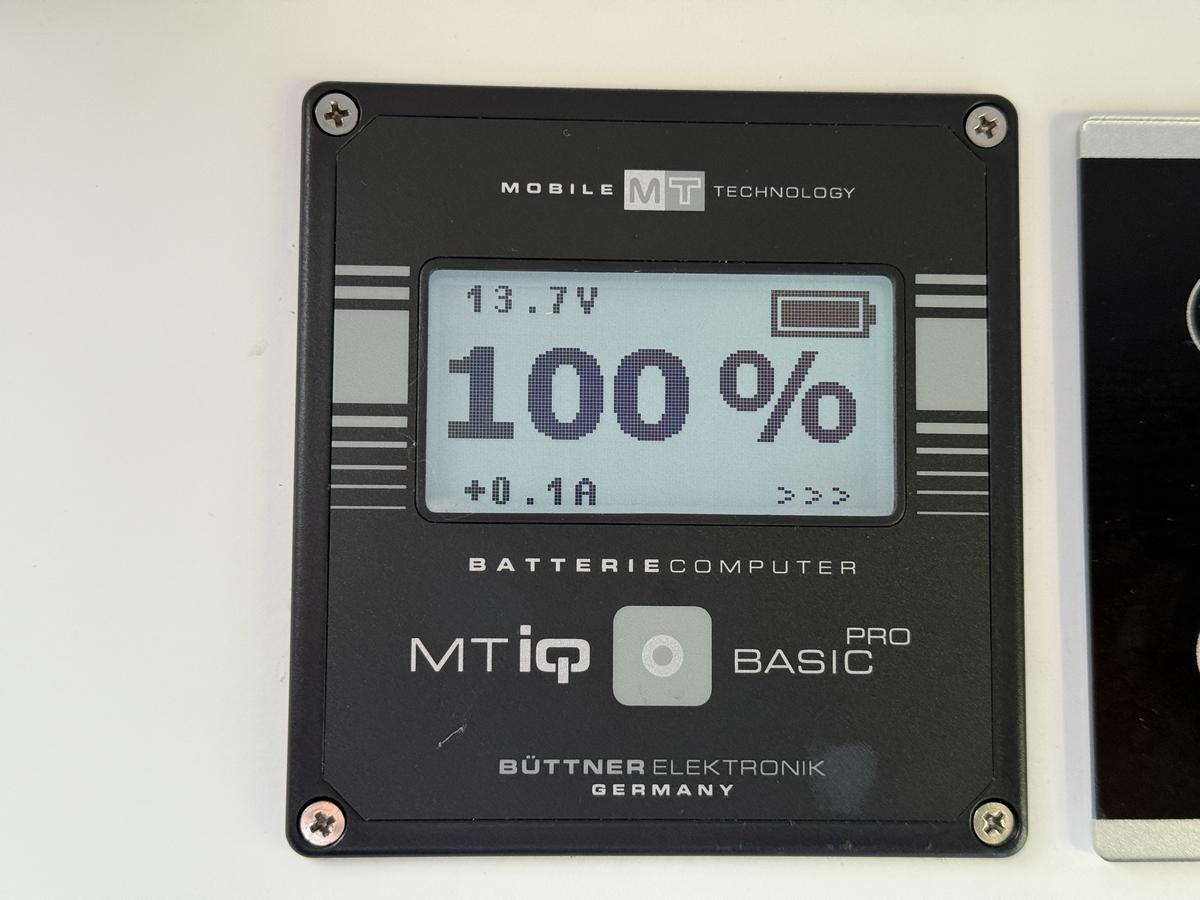 MOBILE MT TECHNOLOGY
13.7V
100 %
+0.1A >>>
BATTERIECOMPUTER
MT iQ BASIC PRO
BÜTTNER ELEKTRONIK
GERMANY